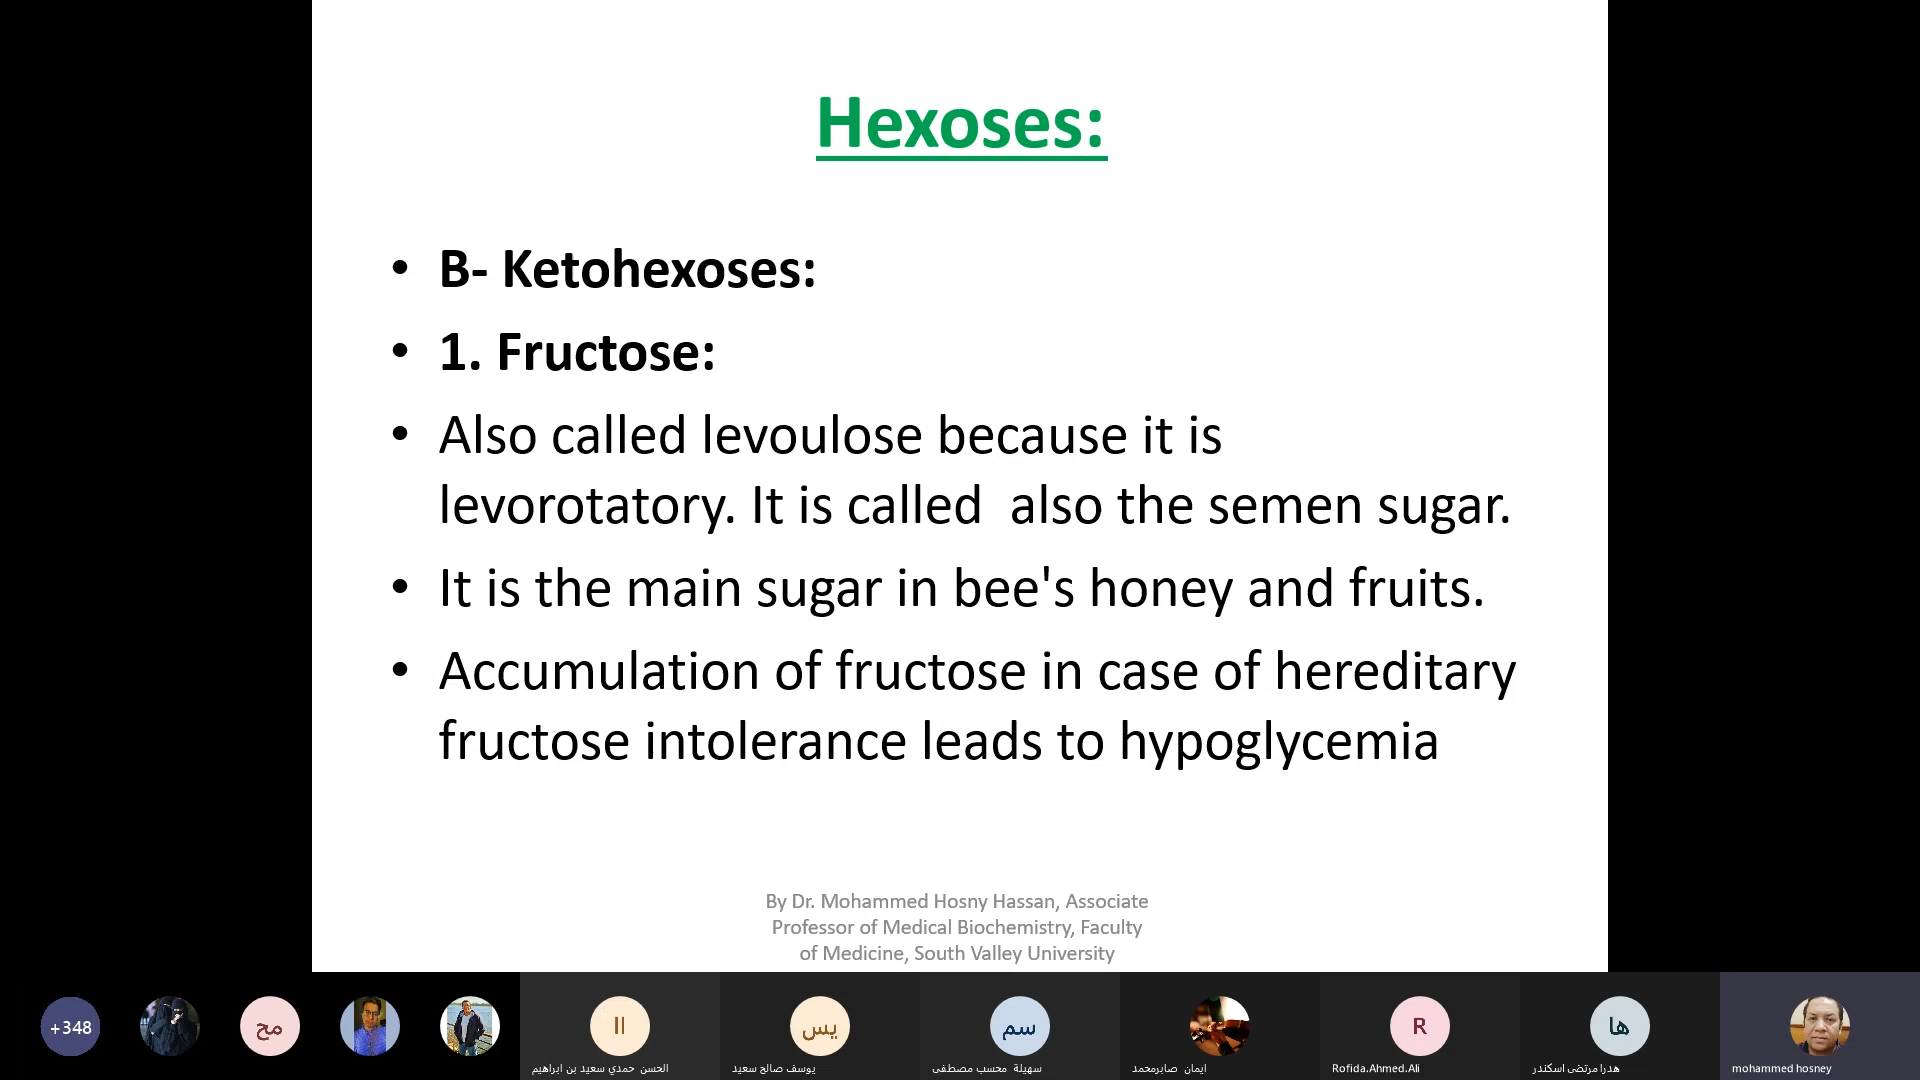 Hexoses:
• B- Ketohexoses:
• 1. Fructose:
• Also called levoulose because it is
levorotatory. It is called  also the semen sugar.
• It is the main sugar in bee's honey and fruits.
• Accumulation of fructose in case of hereditary
fructose intolerance leads to hypoglycemia
By Dr. Mohammed Hosny Hassan, Associate
Professor of Medical Biochemistry, Faculty
of Medicine, South Valley University
+348
مح
اا
يس
سم
R
ها
الحسن حمدي سعيد بن ابراهيم
يوسف صالح سعيد
سهيلة محسب مصطفى
ايمان صابرمحمد
Rofida.Ahmed.Ali
هدرا مرتضى اسكندر
mohammed hosney